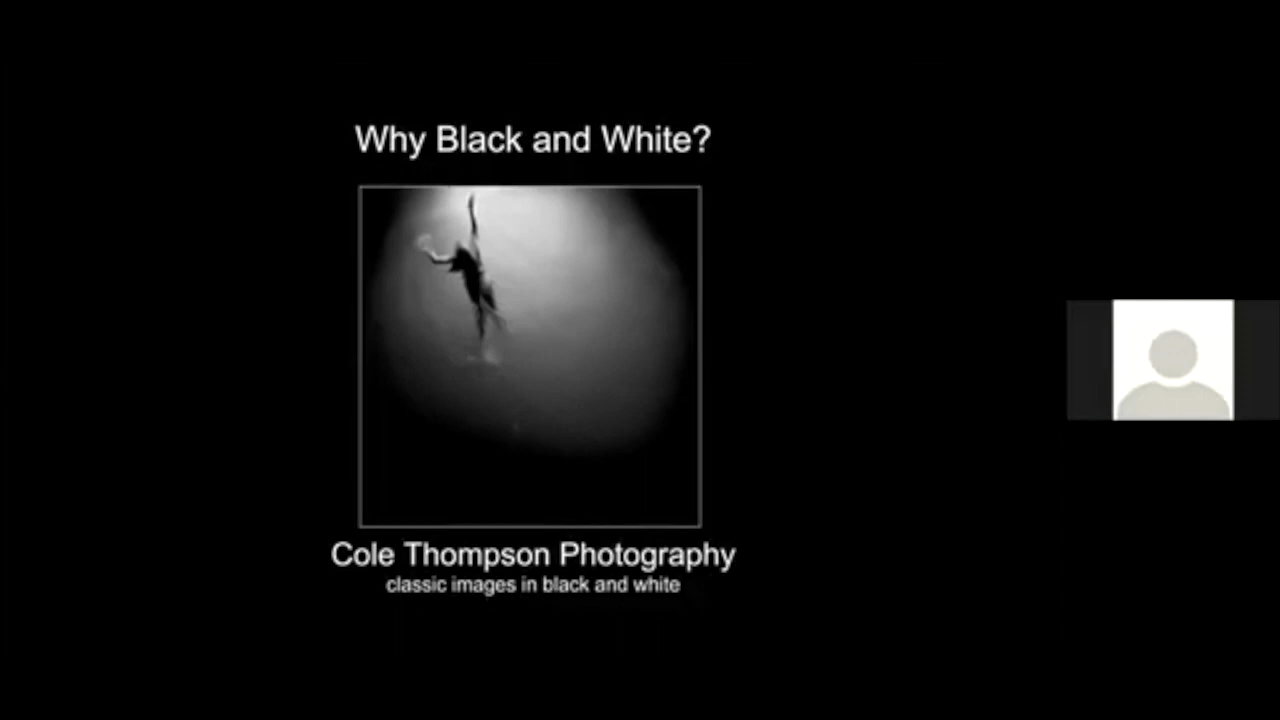 Why Black and White?
Cole Thompson Photography
classic images in black and white